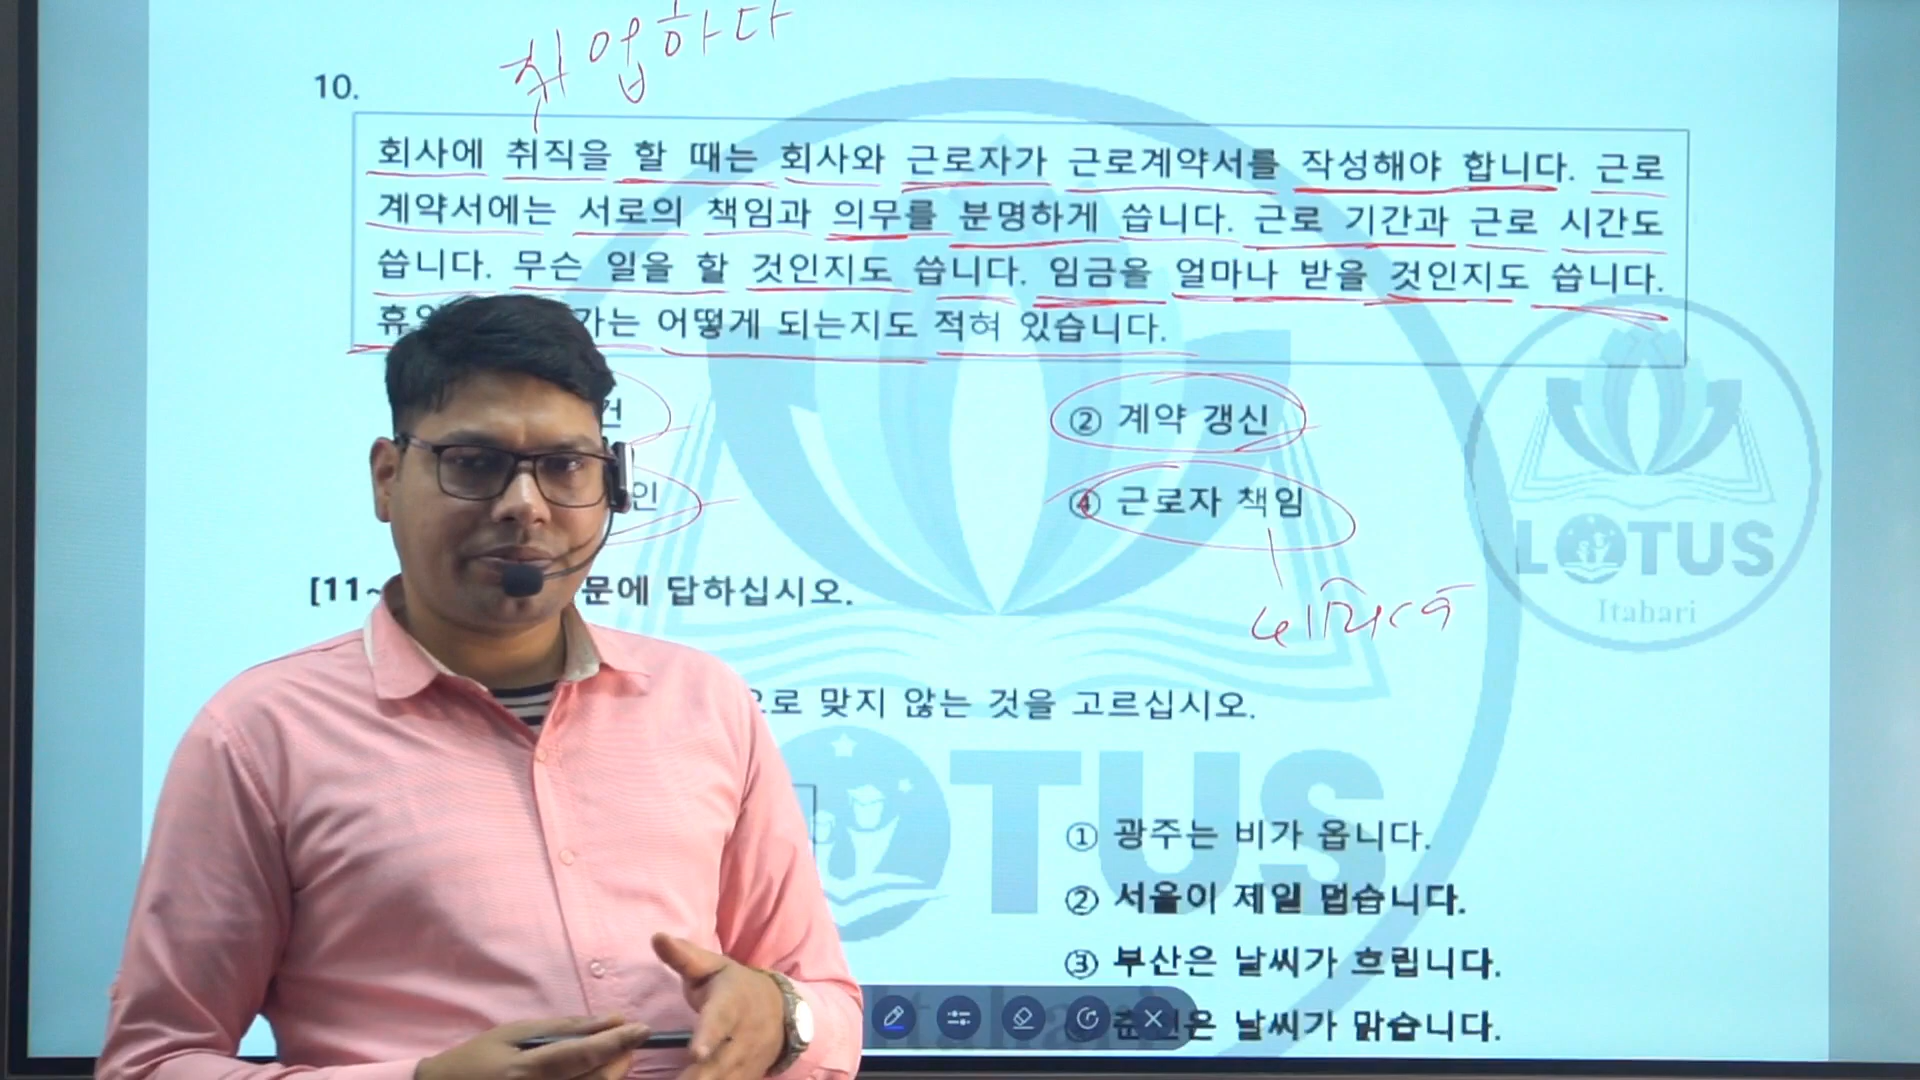 취업하다
10.
회사에 취직을 할 때는 회사와 근로자가 근로계약서를 작성해야 합니다. 근로
계약서에는 서로의 책임과 의무를 분명하게 씁니다. 근로 기간과 근로 시간도
씁니다. 무슨 일을 할 것인지도 씁니다. 임금을 얼마나 받을 것인지도 씁니다.
어떻게 되는지도 적혀 있습니다.
② 계약 갱신
④ 근로자 책임
LOTUS
Itabari
[11~ 답하십시오.
맞지 않는 것을 고르십시오.
LOTUS
① 광주는 비가 옵니다.
② 서울이 제일 덥습니다.
③ 부산은 날씨가 흐립니다.
날씨가 맑습니다.